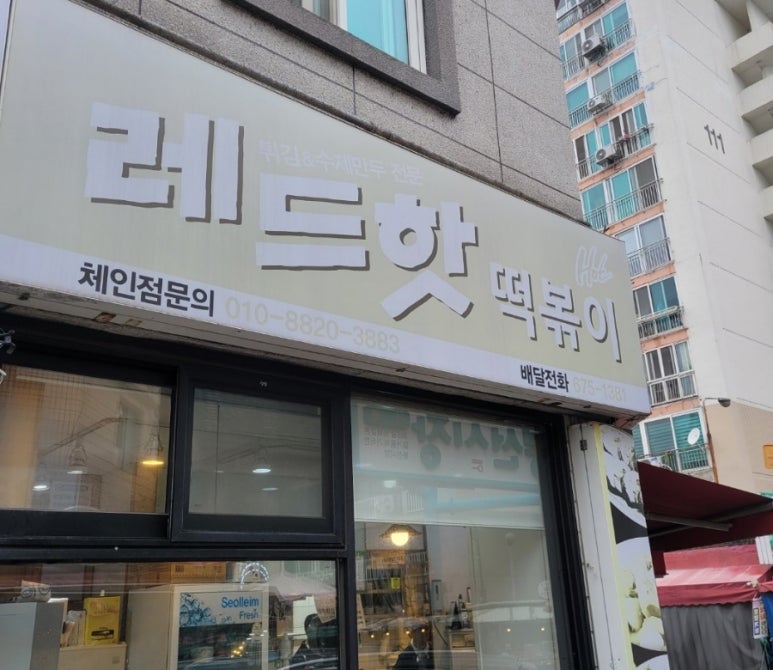 튀김&수제만두 전문
레드핫 떡볶이
Hot
체인점문의 010-8820-3883
배달전화 875-1381
111
Seolleim
Fresh